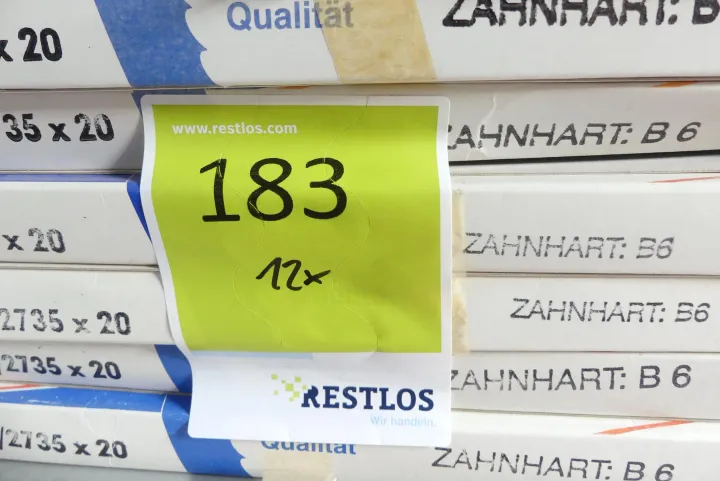 Qualität
ZAHNHART: B
x 20
www.restlos.com
35 x 20
ZAHNHART: B 6
183
x 20
ZAHNHART: B6
12x
2735 x 20
ZAHNHART: B6
/2735 x 20
ZAHNHART: B 6
RESTLOS
Wir handeln.
/2735 x 20
Qualität
ZAHNHART: B 6